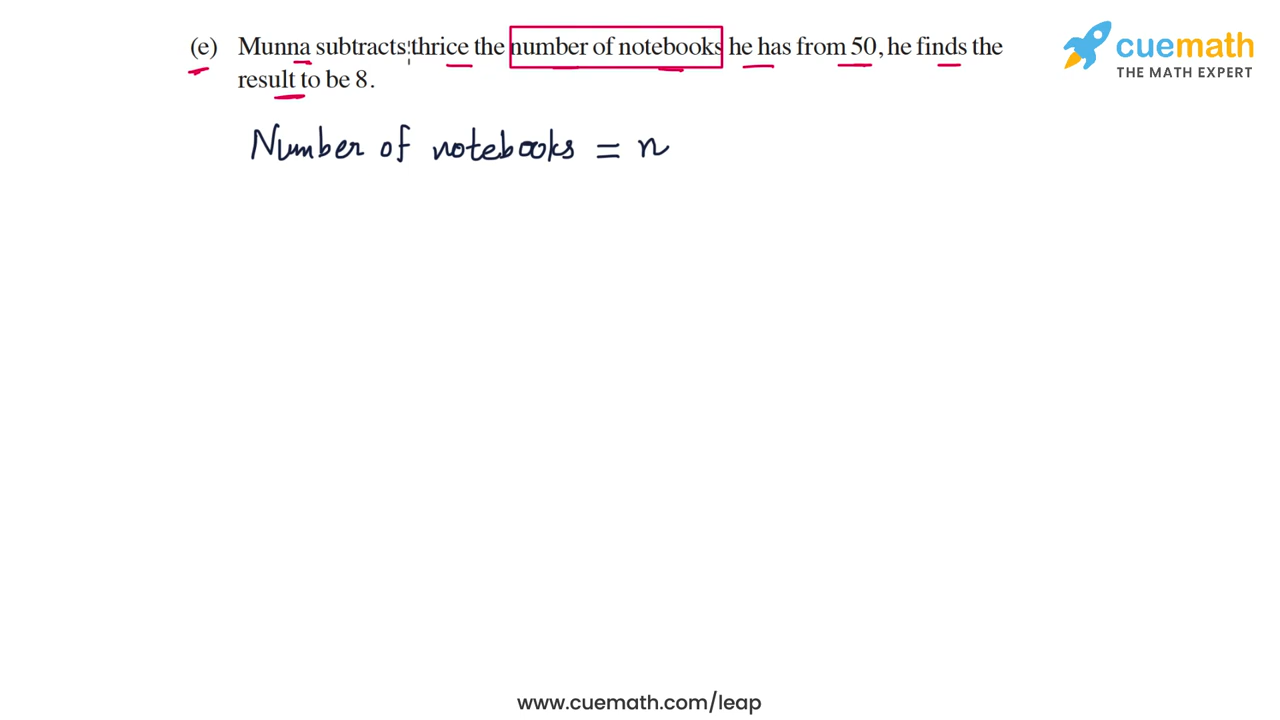 (e) Munna subtracts thrice the number of notebooks he has from 50, he finds the
result to be 8.
cuemath
THE MATH EXPERT
Number of notebooks = n
www.cuemath.com/leap